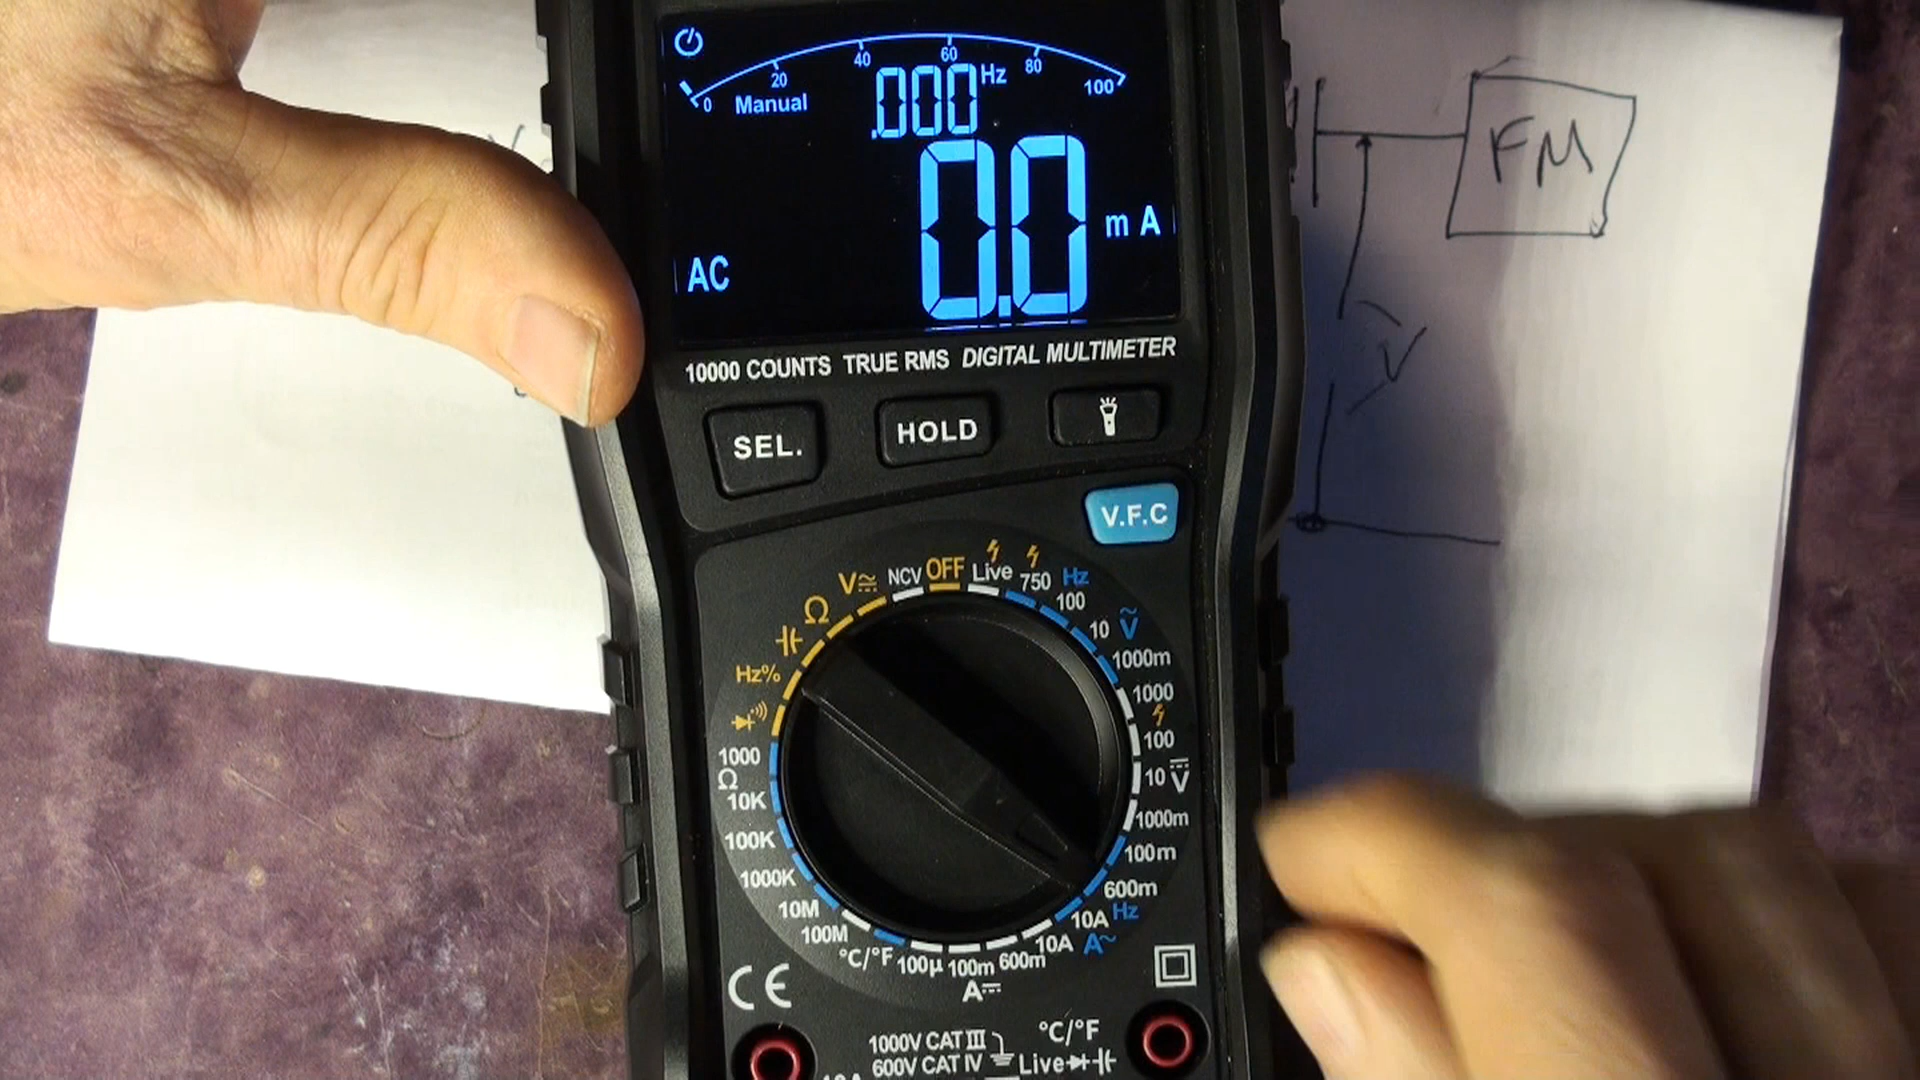 0 20 40 60 80 100
Manual .000 Hz
0.0 m A
AC
10000 COUNTS TRUE RMS DIGITAL MULTIMETER
SEL. HOLD
V.F.C
V NCV OFF Live 750 Hz
Ω 100
10 V
Hz% 1000m
1000
1000 100
Ω 10 V
10K 1000m
100K 100m
1000K 600m
10M 10A Hz
100M 10A A~
°C/°F 100µ 100m 600m
A
CE
1000V CAT III °C/°F
600V CAT IV Live
10A
FM
V